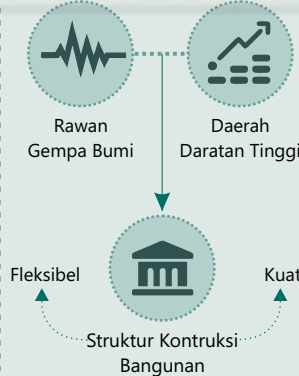 Rawan
Gempa Bumi
Daerah
Daratan Tinggi
Fleksibel
Kuat
Struktur Kontruksi
Bangunan